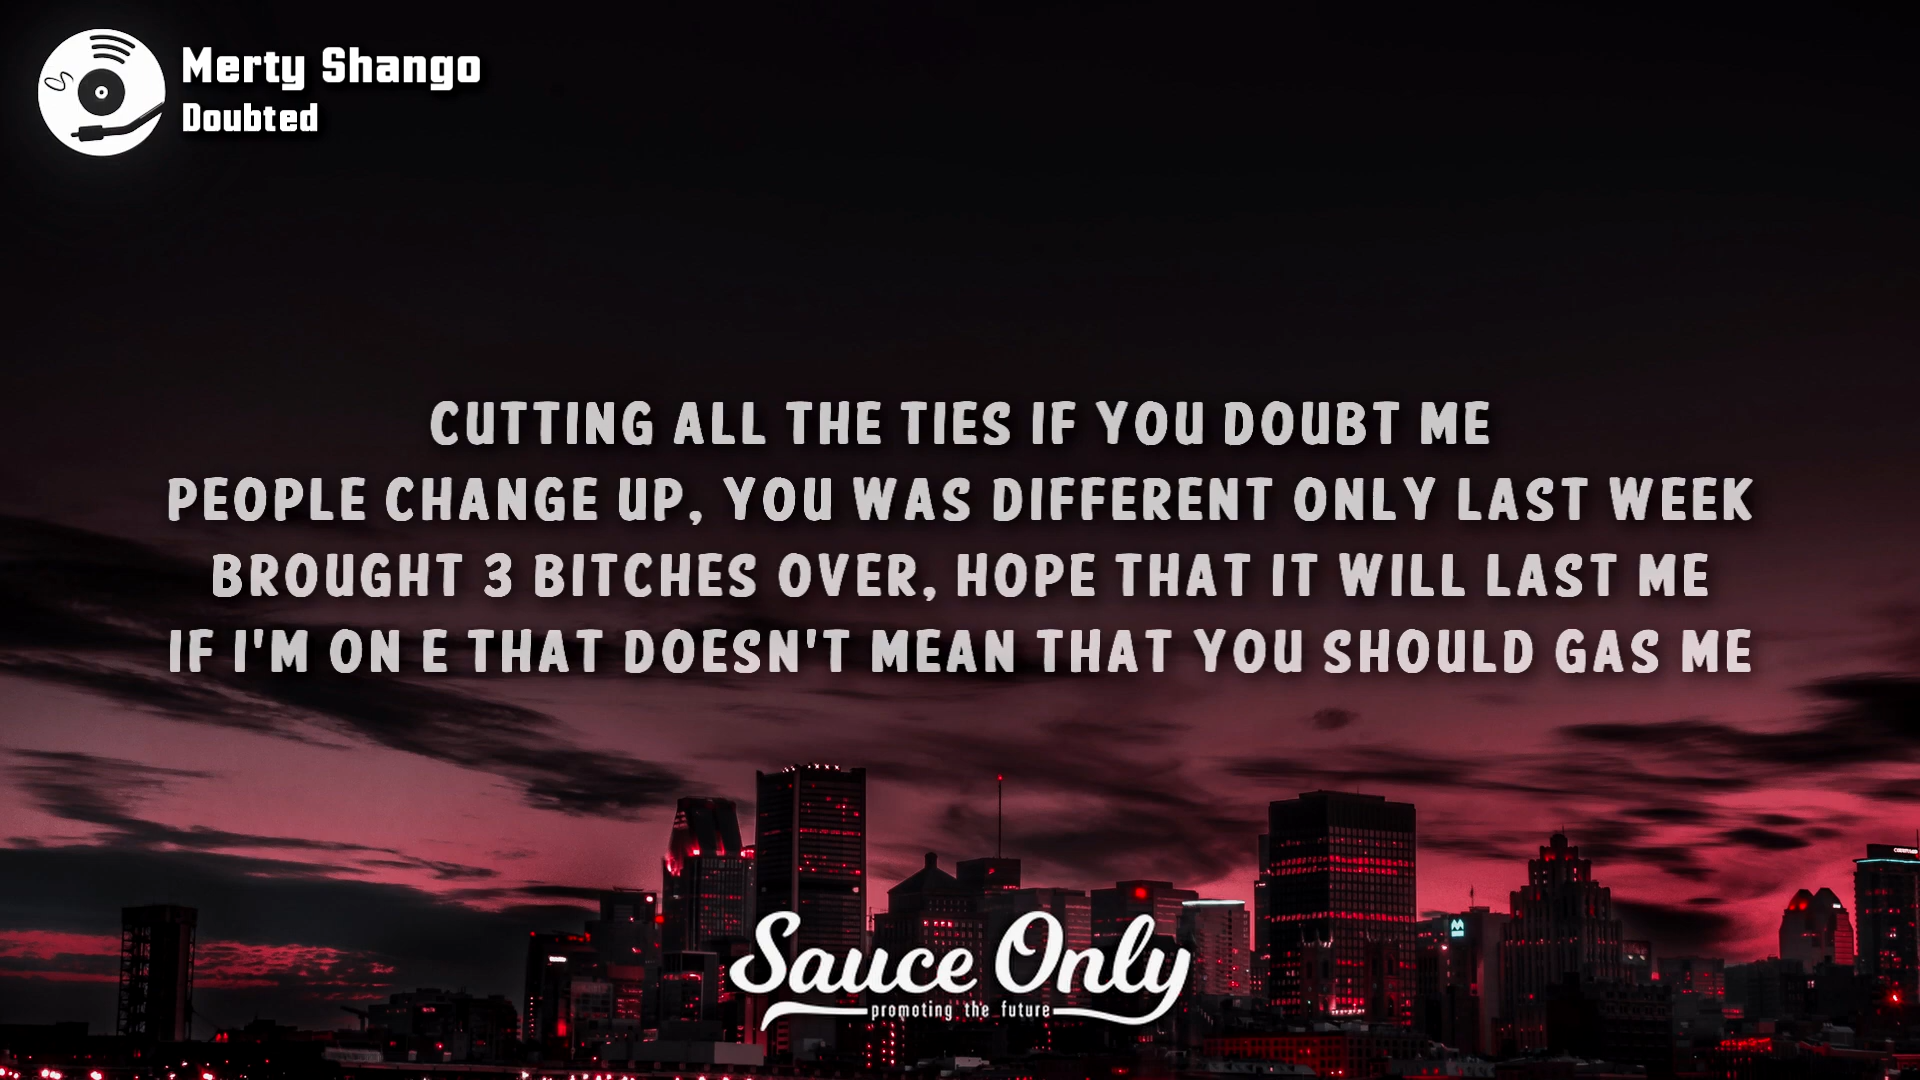 Merty Shango
Doubted
CUTTING ALL THE TIES IF YOU DOUBT ME
PEOPLE CHANGE UP, YOU WAS DIFFERENT ONLY LAST WEEK
BROUGHT 3 BITCHES OVER, HOPE THAT IT WILL LAST ME
IF I'M ON E THAT DOESN'T MEAN THAT YOU SHOULD GAS ME
Sauce Only
promoting the future